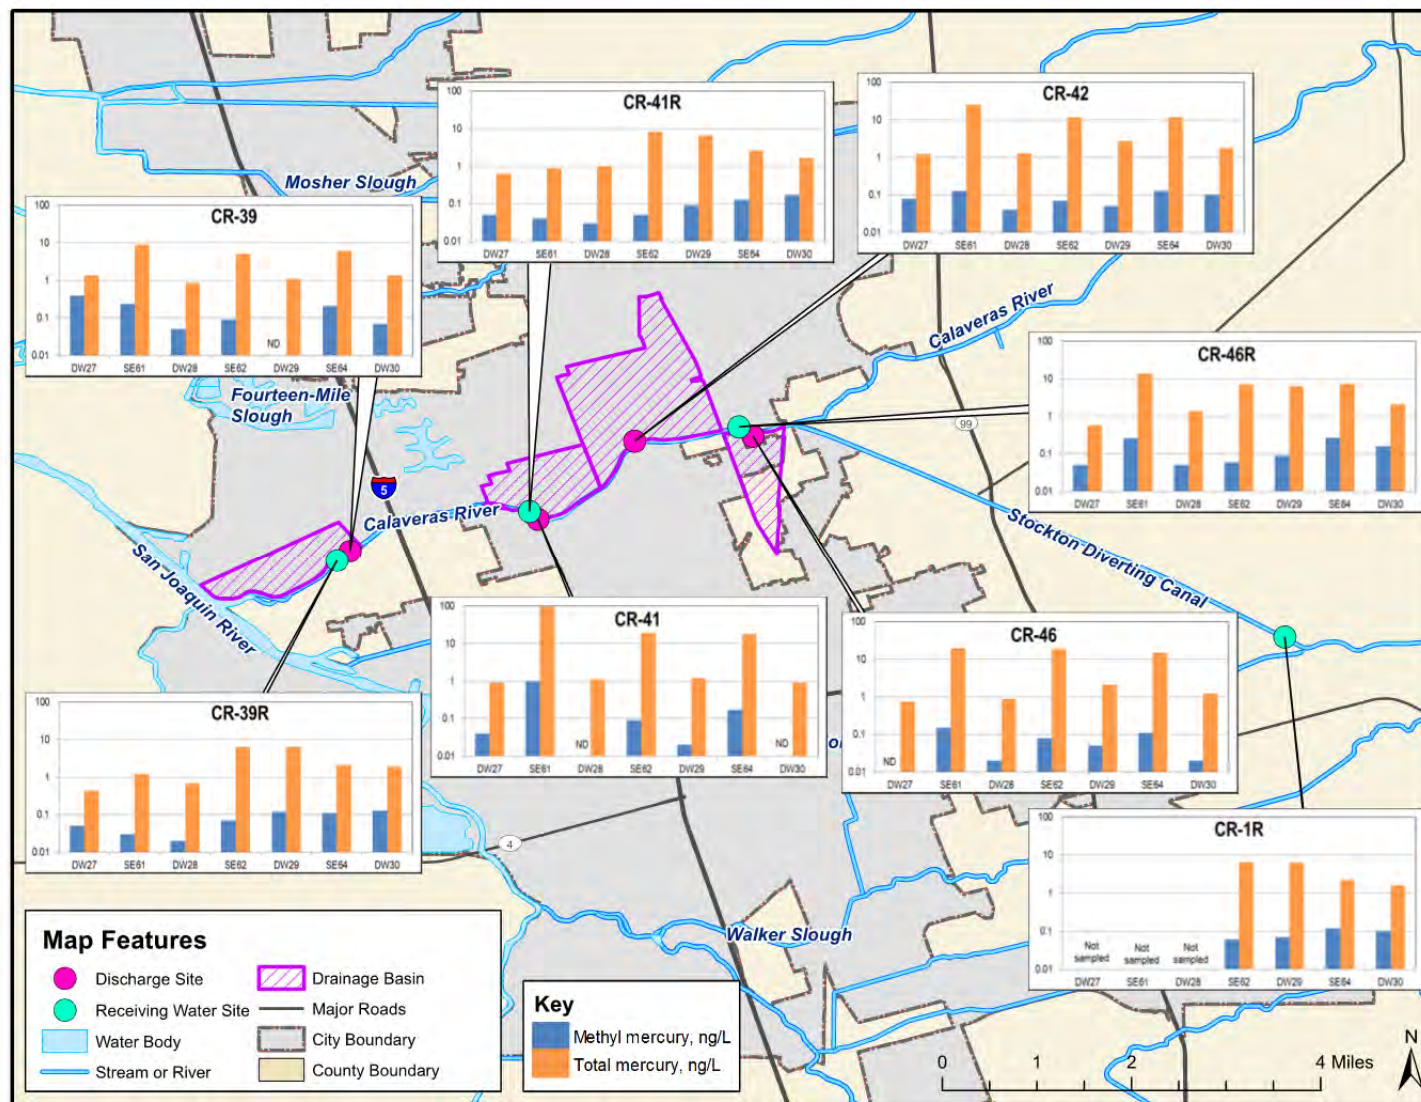 CR-41R
100
10
1
0.1
0.01
DW27 SE61 DW28 SE62 DW29 SE64 DW30
CR-42
100
10
1
0.1
0.01
DW27 SE61 DW28 SE62 DW29 SE64 DW30
Mosher Slough
CR-39
100
10
1
0.1
0.01
ND
DW27 SE61 DW28 SE62 DW29 SE64 DW30
Calaveras River
CR-46R
100
10
1
0.1
0.01
DW27 SE61 DW28 SE62 DW29 SE64 DW30
Fourteen-Mile
Slough
99
5
Calaveras River
Stockton Diverting Canal
San Joaquin River
CR-41
100
10
1
0.1
0.01
ND
ND
DW27 SE61 DW28 SE62 DW29 SE64 DW30
CR-46
100
10
1
0.1
0.01
ND
DW27 SE61 DW28 SE62 DW29 SE64 DW30
CR-39R
100
10
1
0.1
0.01
DW27 SE61 DW28 SE62 DW29 SE64 DW30
4
CR-1R
100
10
1
0.1
0.01
Not sampled
Not sampled
Not sampled
DW27 SE61 DW28 SE62 DW29 SE64 DW30
Walker Slough
Map Features
Discharge Site
Receiving Water Site
Water Body
Stream or River
Drainage Basin
Major Roads
City Boundary
County Boundary
Key
Methyl mercury, ng/L
Total mercury, ng/L
0 1 2 4 Miles
N